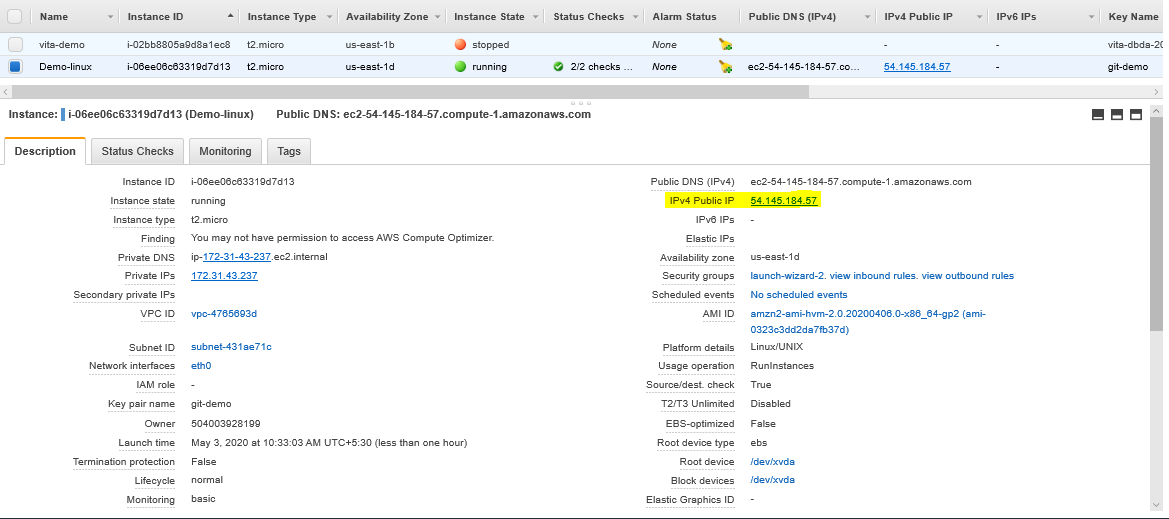 Name Instance ID Instance Type Availability Zone Instance State Status Checks Alarm Status Public DNS (IPv4) IPv4 Public IP IPv6 IPs Key Name
vita-demo i-02bb8805a9d8a1ec8 t2.micro us-east-1b stopped None - - vita-dbda-20
Demo-linux i-06ee06c63319d7d13 t2.micro us-east-1d running 2/2 checks ... None ec2-54-145-184-57.co... 54.145.184.57 - git-demo
Instance: i-06ee06c63319d7d13 (Demo-linux) Public DNS: ec2-54-145-184-57.compute-1.amazonaws.com
Description Status Checks Monitoring Tags
Instance ID i-06ee06c63319d7d13 Public DNS (IPv4) ec2-54-145-184-57.compute-1.amazonaws.com
Instance state running IPv4 Public IP 54.145.184.57
Instance type t2.micro IPv6 IPs -
Finding You may not have permission to access AWS Compute Optimizer. Elastic IPs
Private DNS ip-172-31-43-237.ec2.internal Availability zone us-east-1d
Private IPs 172.31.43.237 Security groups launch-wizard-2. view inbound rules. view outbound rules
Secondary private IPs Scheduled events No scheduled events
VPC ID vpc-4765693d AMI ID amzn2-ami-hvm-2.0.20200406.0-x86_64-gp2 (ami-
0323c3dd2da7fb37d)
Subnet ID subnet-431ae71c Platform details Linux/UNIX
Network interfaces eth0 Usage operation RunInstances
IAM role - Source/dest. check True
Key pair name git-demo T2/T3 Unlimited Disabled
Owner 504003928199 EBS-optimized False
Launch time May 3, 2020 at 10:33:03 AM UTC+5:30 (less than one hour) Root device type ebs
Termination protection False Root device /dev/xvda
Lifecycle normal Block devices /dev/xvda
Monitoring basic Elastic Graphics ID -